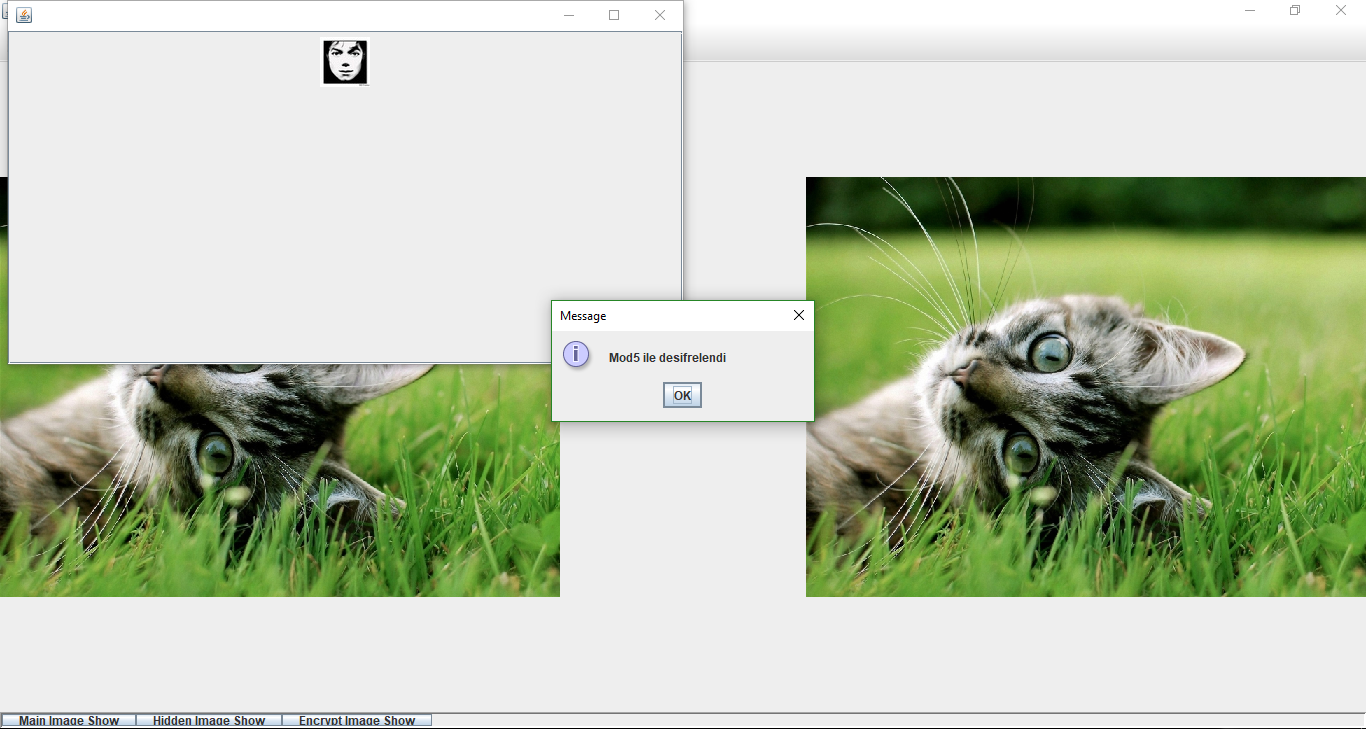 Message
Mod5 ile desifrelendi
OK
Main Image Show
Hidden Image Show
Encrypt Image Show